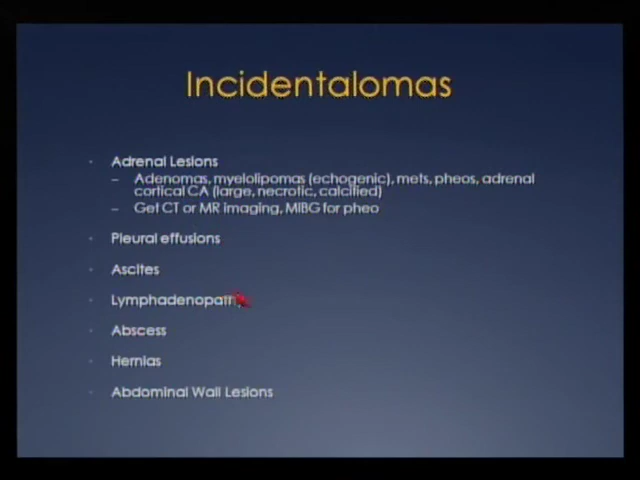 Incidentalomas
Adrenal Lesions
– Adenomas, myelolipomas (echogenic), mets, pheos, adrenal
cortical CA (large, necrotic, calcified)
– Get CT or MR imaging, MIBG for pheo
Pleural effusions
Ascites
Abscess
Hernias
Abdominal Wall Lesions